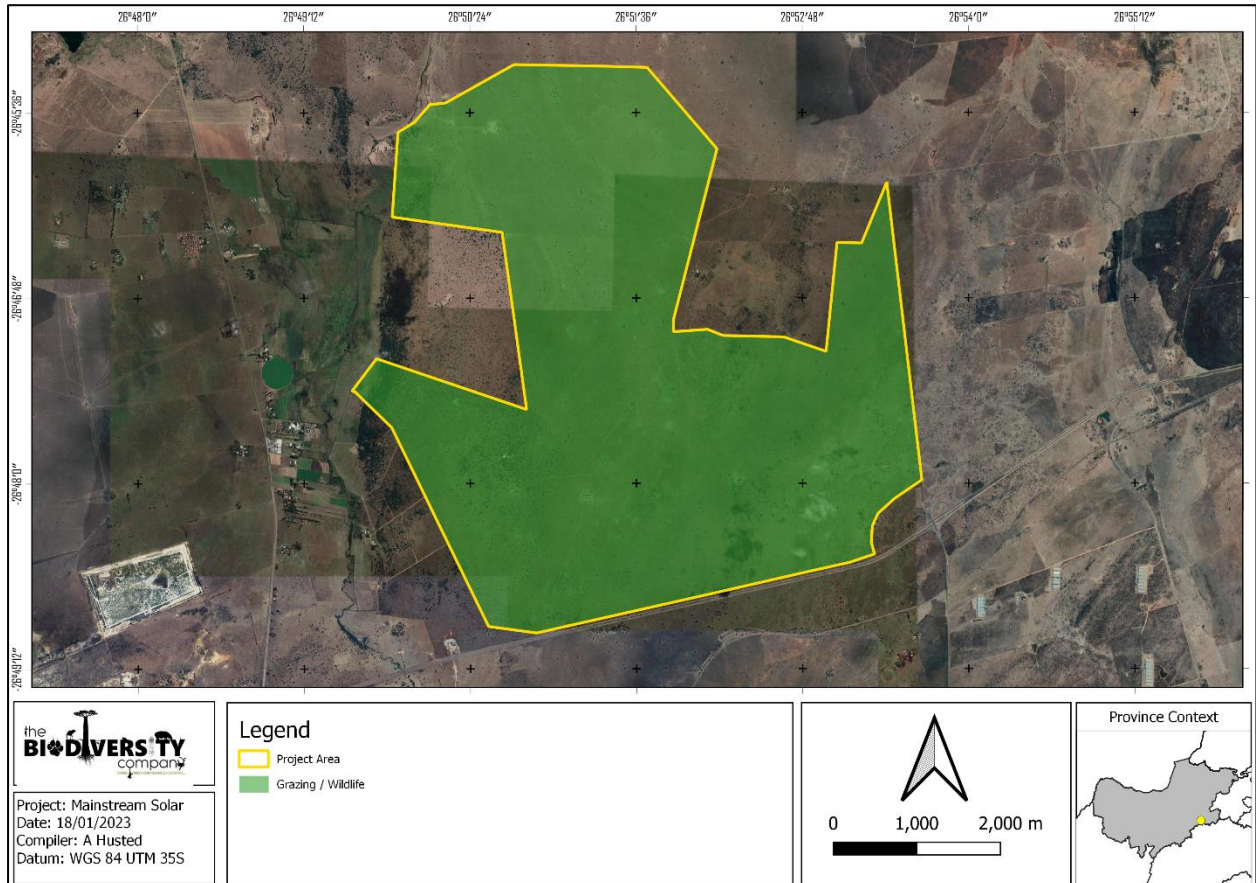 26°48'0" 26°49'12" 26°50'24" 26°51'36" 26°52'48" 26°54'0" 26°55'12"
-26°45'36"
-26°46'48"
-26°48'0"
-26°49'12"
the
BIODIVERSITY
company
Project: Mainstream Solar
Date: 18/01/2023
Compiler: A Husted
Datum: WGS 84 UTM 35S
Legend
Project Area
Grazing / Wildlife
0 1,000 2,000 m
Province Context